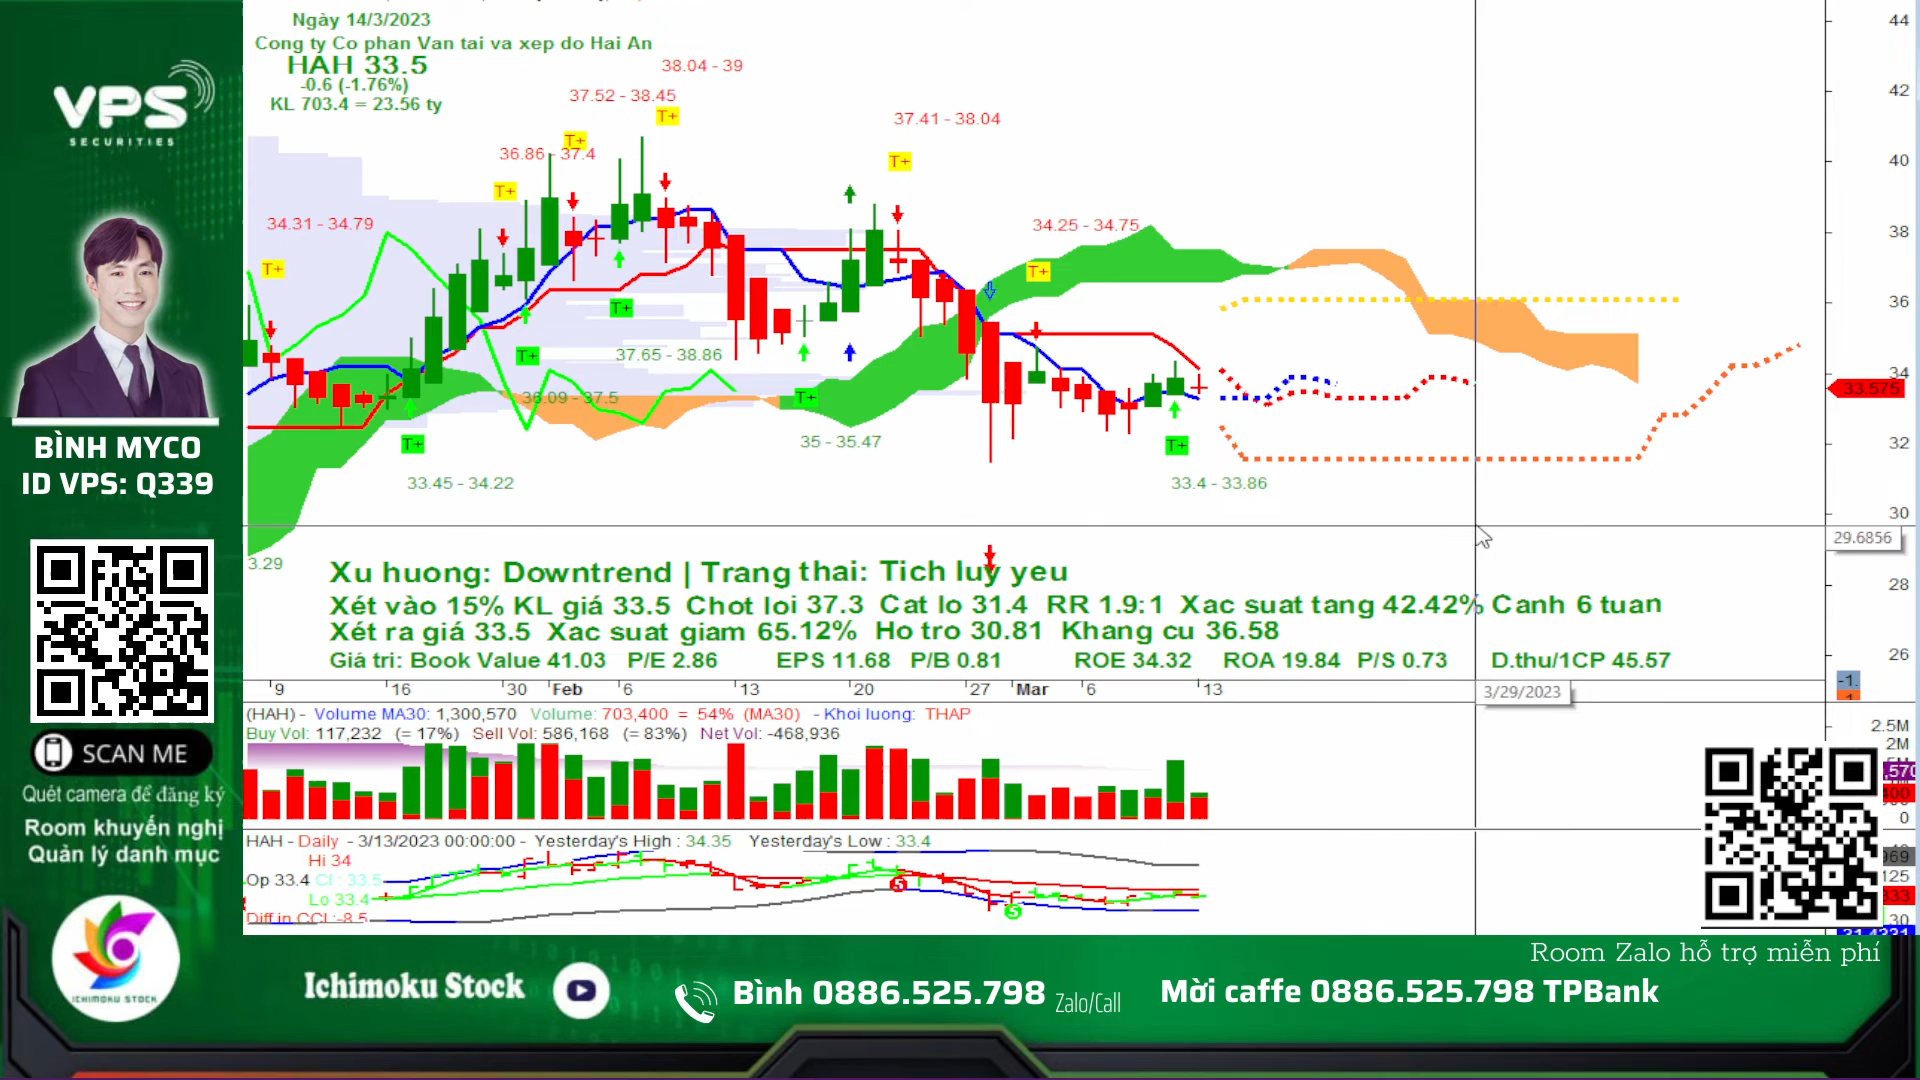 VPS
SECURITIES
BÌNH MYCO
ID VPS: Q339
SCAN ME
Quét camera để đăng ký
Room khuyến nghị
Quản lý danh mục
ICHIMOKU STOCK
Ngày 14/3/2023
Cong ty Co phan Van tai va xep do Hai An
HAH 33.5
-0.6 (-1.76%)
KL 703.4 = 23.56 ty
38.04 - 39
37.52 - 38.45
T+
T+
36.86 - 37.4
T+
37.41 - 38.04
T+
34.31 - 34.79
T+
34.25 - 34.75
T+
T+
T+
37.65 - 38.86
36.09 - 37.5
T+
T+
35 - 35.47
T+
33.45 - 34.22
33.4 - 33.86
3.29
44
42
40
38
36
34
33.575
32
30
29.6856
28
26
-1.
Xu huong: Downtrend | Trang thai: Tich luy yeu
Xét vào 15% KL giá 33.5 Chot loi 37.3 Cat lo 31.4 RR 1.9:1 Xac suat tang 42.42% Canh 6 tuan
Xét ra giá 33.5 Xac suat giam 65.12% Ho tro 30.81 Khang cu 36.58
Giá tri: Book Value 41.03 P/E 2.86 EPS 11.68 P/B 0.81 ROE 34.32 ROA 19.84 P/S 0.73 D.thu/1CP 45.57
9 16 30 Feb 6 13 20 27 Mar 6 13 3/29/2023
(HAH) - Volume MA30: 1,300,570 Volume: 703,400 = 54% (MA30) - Khoi luong: THAP
Buy Vol: 117,232 (= 17%) Sell Vol: 586,168 (= 83%) Net Vol: -468,936
2.5M
2M
0
HAH - Daily - 3/13/2023 00:00:00 - Yesterday's High : 34.35 Yesterday's Low : 33.4
Hi 34
Op 33.4 Cl : 33.5
Lo 33.4
Diff in CCI :-8.5
5
5
Ichimoku Stock
Bình 0886.525.798 Zalo/Call
Room Zalo hỗ trợ miễn phí
Mời caffe 0886.525.798 TPBank